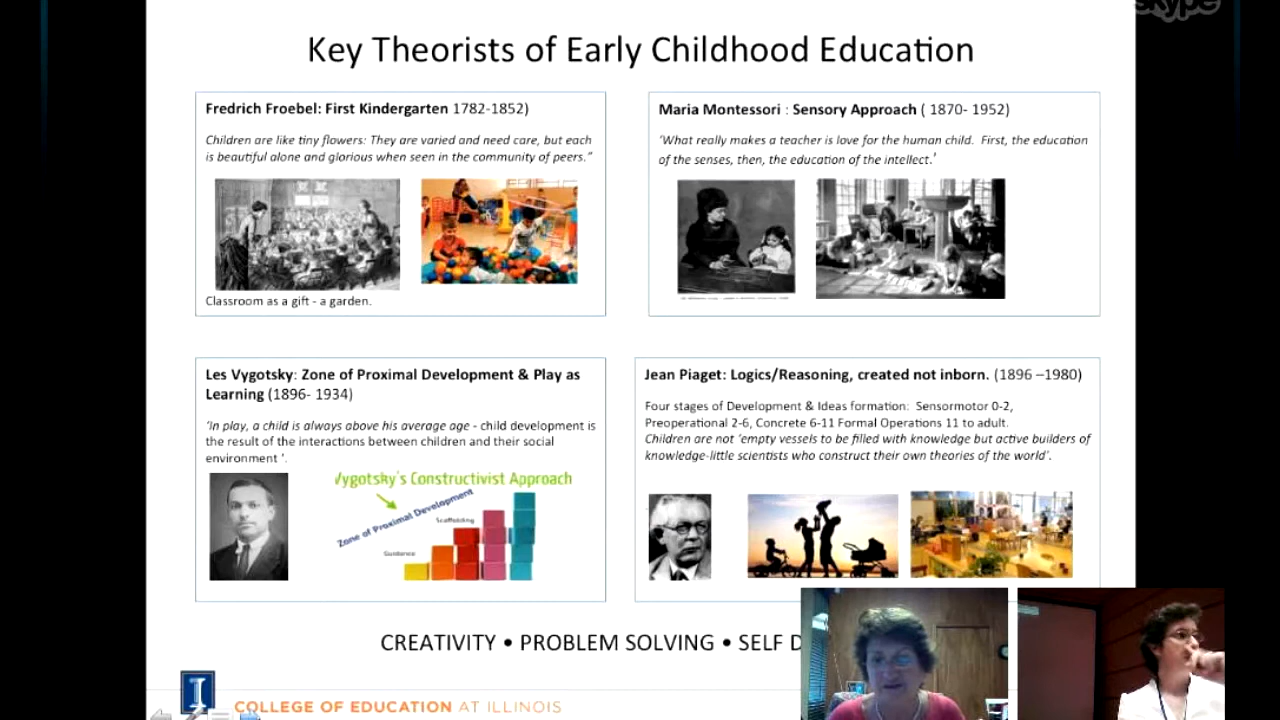 skype
Key Theorists of Early Childhood Education
Fredrich Froebel: First Kindergarten 1782-1852)
Children are like tiny flowers: They are varied and need care, but each
is beautiful alone and glorious when seen in the community of peers."
Classroom as a gift - a garden.
Maria Montessori : Sensory Approach ( 1870- 1952)
'What really makes a teacher is love for the human child. First, the education
of the senses, then, the education of the intellect.'
Les Vygotsky: Zone of Proximal Development & Play as
Learning (1896- 1934)
'In play, a child is always above his average age - child development is
the result of the interactions between children and their social
environment '.
Vygotsky's Constructivist Approach
Zone of Proximal Development
Scaffolding
Guidance
Jean Piaget: Logics/Reasoning, created not inborn. (1896 –1980)
Four stages of Development & Ideas formation: Sensormotor 0-2,
Preoperational 2-6, Concrete 6-11 Formal Operations 11 to adult.
Children are not 'empty vessels to be filled with knowledge but active builders of
knowledge-little scientists who construct their own theories of the world'.
CREATIVITY • PROBLEM SOLVING • SELF D
I
COLLEGE OF EDUCATION AT ILLINOIS